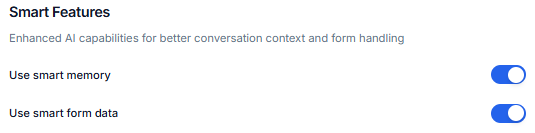 Smart Features
Enhanced AI capabilities for better conversation context and form handling
Use smart memory
Use smart form data